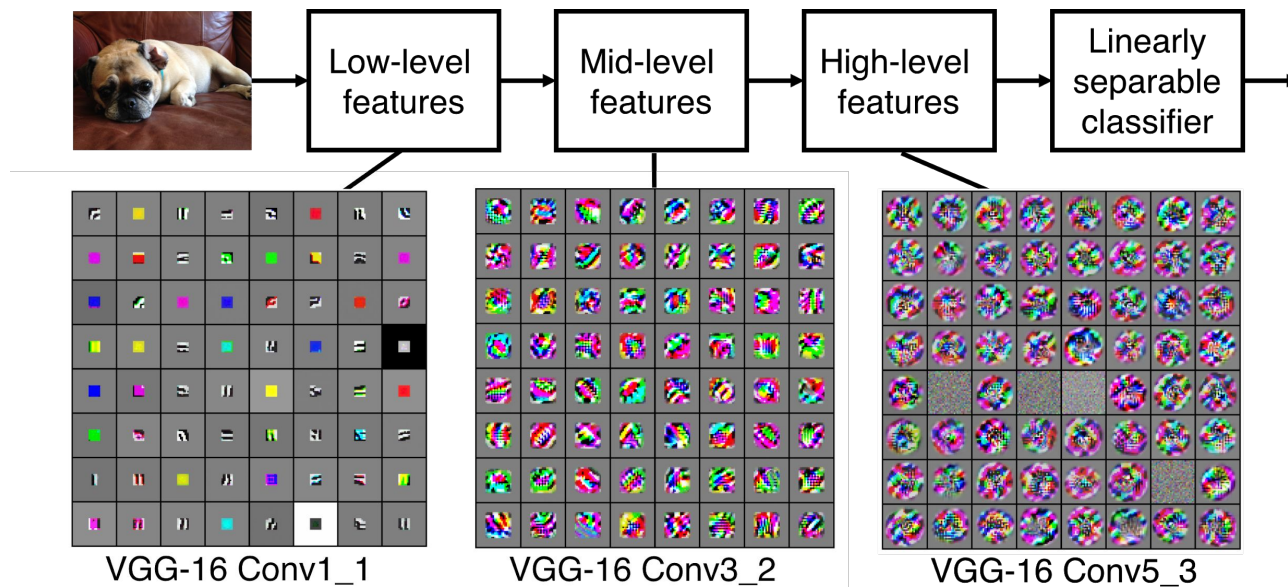 Low-level
features
Mid-level
features
High-level
features
Linearly
separable
classifier
VGG-16 Conv1_1
VGG-16 Conv3_2
VGG-16 Conv5_3